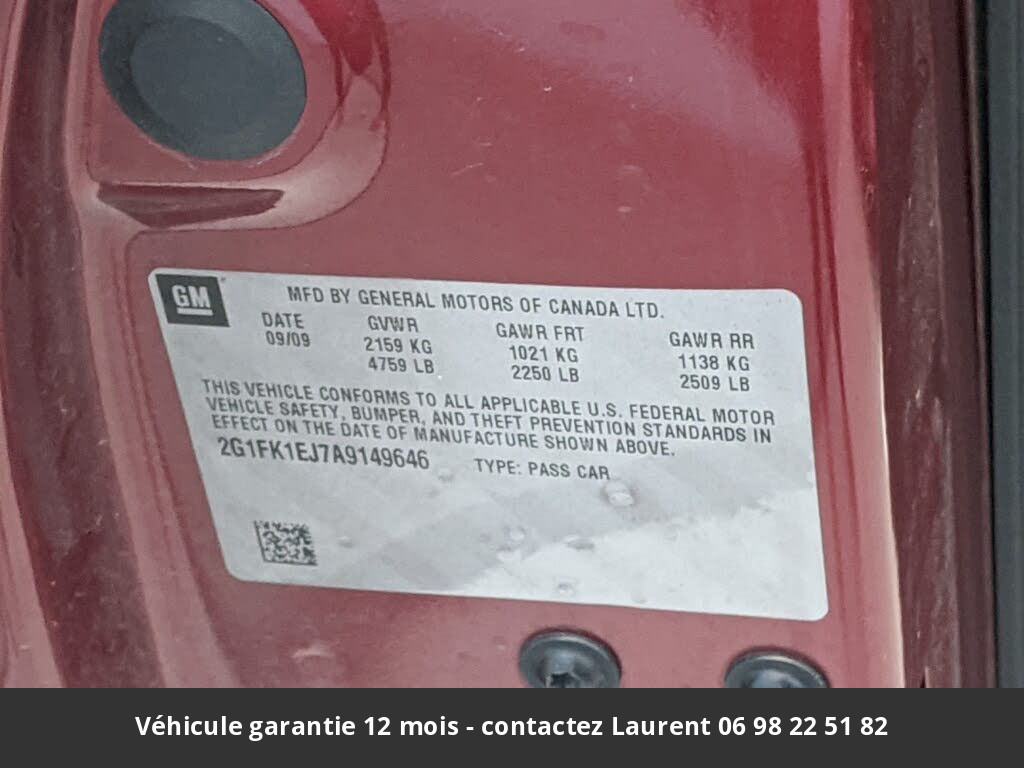 GM
MFD BY GENERAL MOTORS OF CANADA LTD.
DATE GVWR GAWR FRT GAWR RR
09/09 2159 KG 1021 KG 1138 KG
4759 LB 2250 LB 2509 LB
THIS VEHICLE CONFORMS TO ALL APPLICABLE U.S. FEDERAL MOTOR
VEHICLE SAFETY, BUMPER, AND THEFT PREVENTION STANDARDS IN
EFFECT ON THE DATE OF MANUFACTURE SHOWN ABOVE.
2G1FK1EJ7A9149646 TYPE: PASS CAR
Véhicule garantie 12 mois - contactez Laurent 06 98 22 51 82